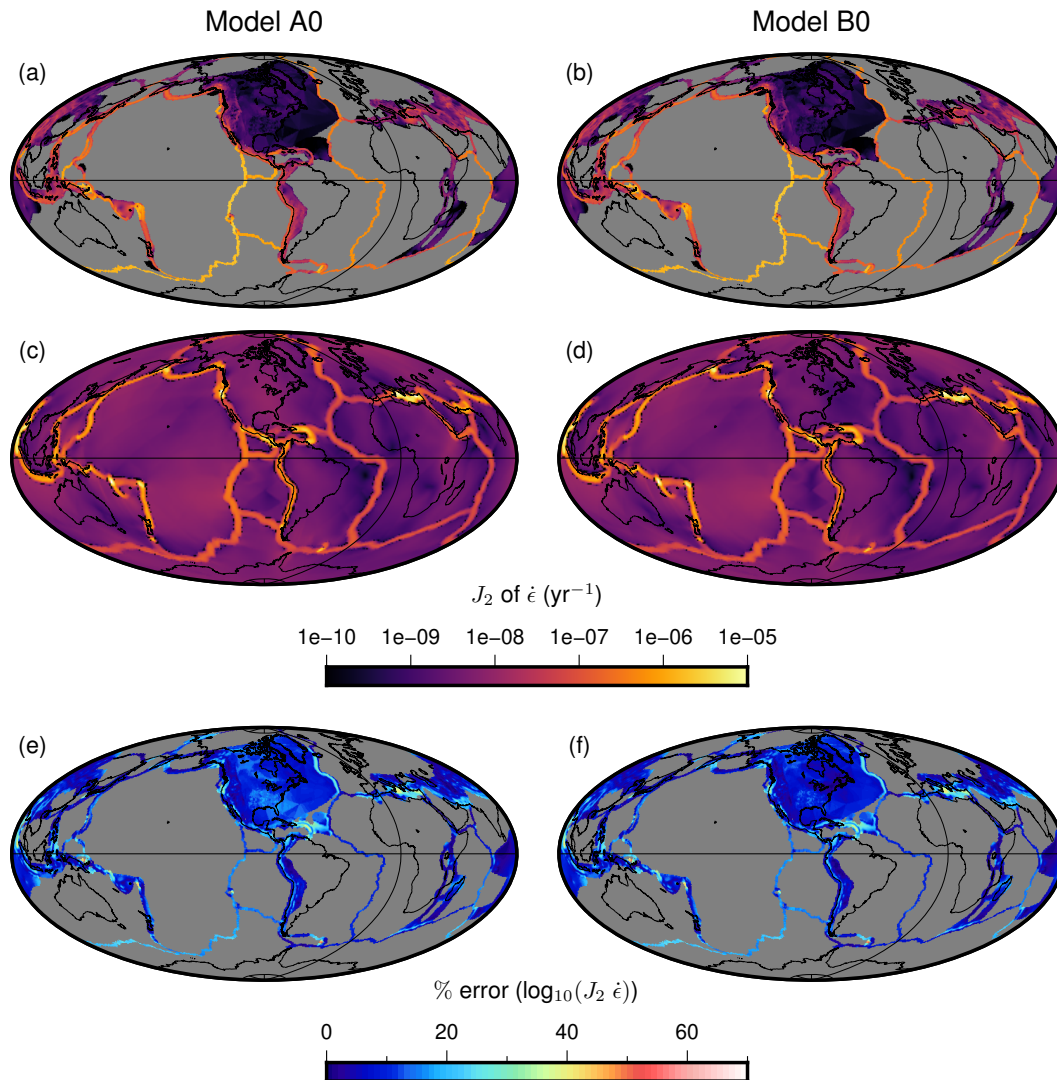 Model A0
Model B0
(a)
(b)
(c)
(d)
J₂ of ε̇ (yr⁻¹)
1e−10 1e−09 1e−08 1e−07 1e−06 1e−05
(e)
(f)
% error (log₁₀(J₂ ε̇))
0 20 40 60